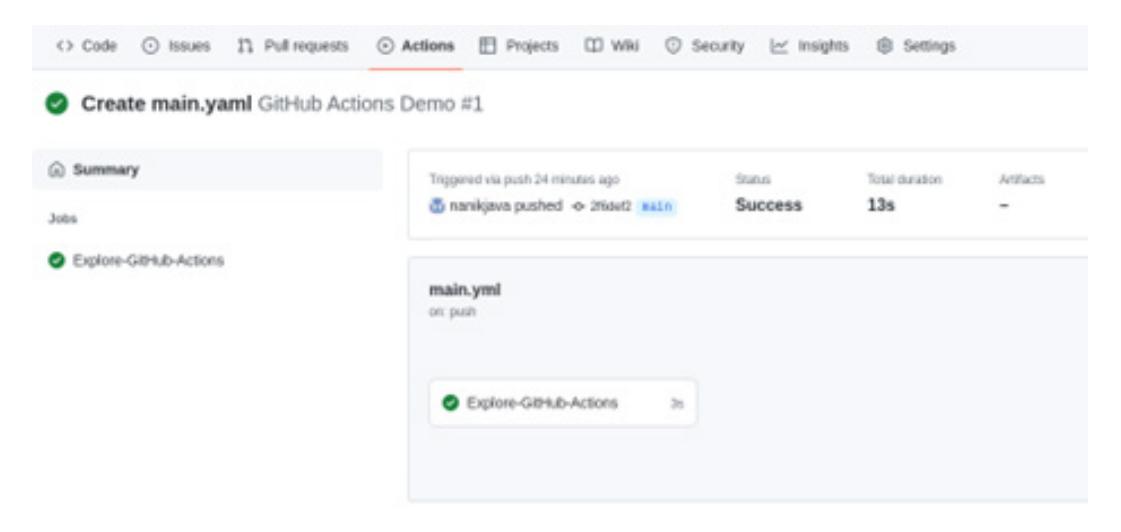 Code Issues Pull requests Actions Projects Wiki Security Insights Settings
Create main.yaml GitHub Actions Demo #1
Summary
Triggered via push 24 minutes ago
Status
Total duration
Artifacts
nanikjava pushed main
Success
13s
–
Jobs
Explore-GitHub-Actions
main.yml
on: push
Explore-GitHub-Actions